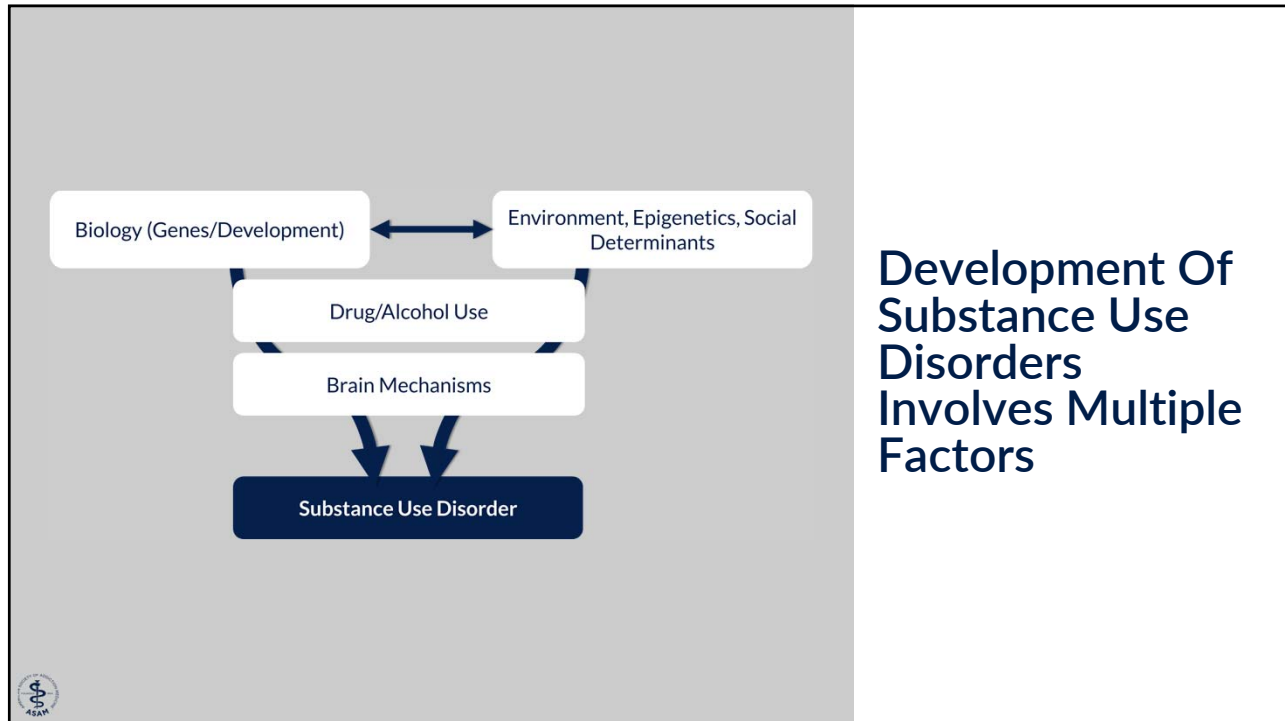 Biology (Genes/Development)
Environment, Epigenetics, Social
Determinants
Drug/Alcohol Use
Brain Mechanisms
Substance Use Disorder
Development Of
Substance Use
Disorders
Involves Multiple
Factors
ASAM